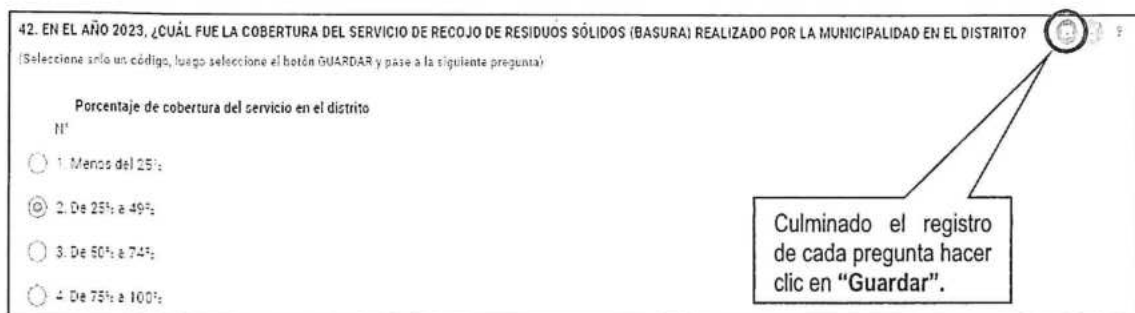 42. EN EL AÑO 2023, ¿CUÁL FUE LA COBERTURA DEL SERVICIO DE RECOJO DE RESIDUOS SÓLIDOS (BASURA) REALIZADO POR LA MUNICIPALIDAD EN EL DISTRITO?
(Seleccione solo un código, luego seleccione el botón GUARDAR y pase a la siguiente pregunta)
Porcentaje de cobertura del servicio en el distrito
N°
1. Menos del 25%
2. De 25% a 49%
3. De 50% a 74%
4. De 75% a 100%
Culminado el registro
de cada pregunta hacer
clic en “Guardar”.